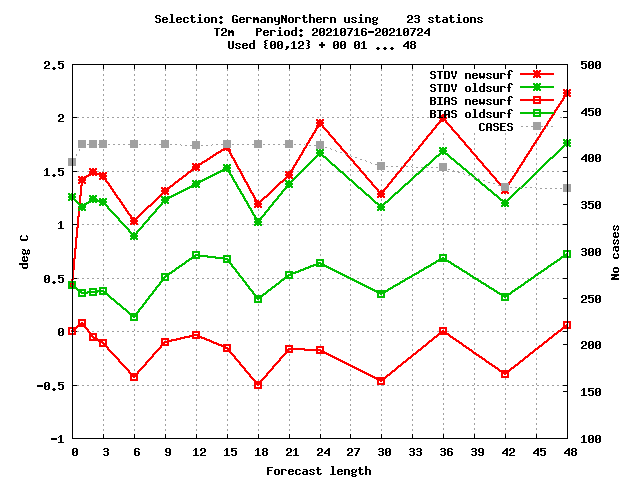 Selection: GermanyNorthern using    23 stations
T2m   Period: 20210716-20210724
Used {00,12} + 00 01 ... 48
STDV newsurf
STDV oldsurf
BIAS newsurf
BIAS oldsurf
CASES
deg C
2.5
2
1.5
1
0.5
0
-0.5
-1
No cases
500
450
400
350
300
250
200
150
100
0 3 6 9 12 15 18 21 24 27 30 33 36 39 42 45 48
Forecast length